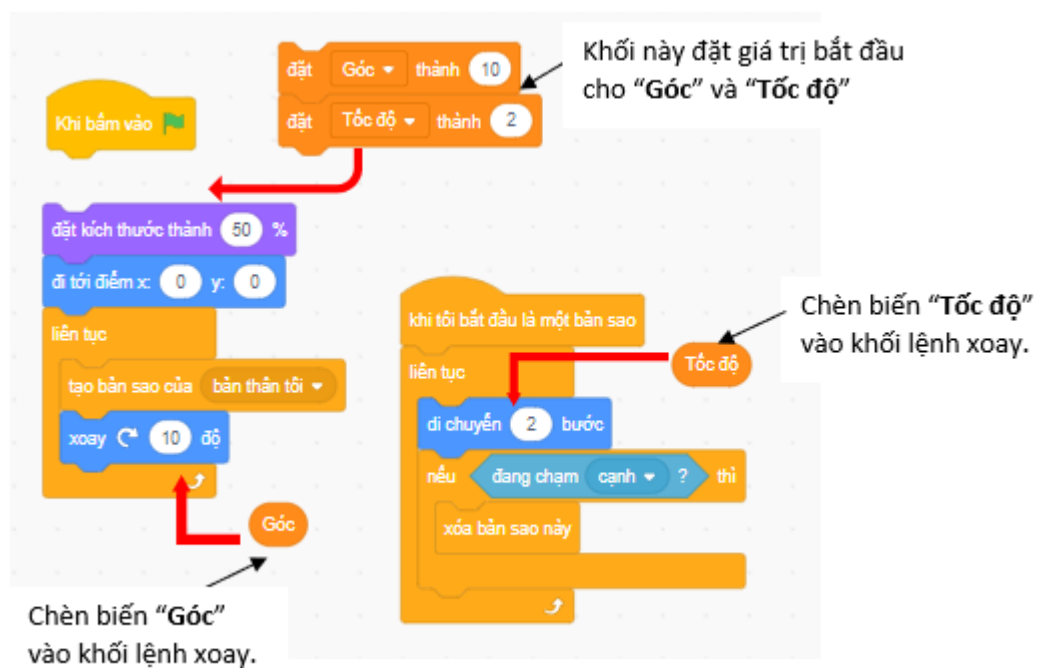 đặt Góc thành 10
đặt Tốc độ thành 2
Khối này đặt giá trị bắt đầu
cho “Góc” và “Tốc độ”
Khi bấm vào
đặt kích thước thành 50 %
đi tới điểm x: 0 y: 0
liên tục
tạo bản sao của bản thân tôi
xoay 10 độ
Góc
Chèn biến “Góc”
vào khối lệnh xoay.
khi tôi bắt đầu là một bản sao
liên tục
di chuyển 2 bước
nếu đang chạm cạnh ? thì
xóa bản sao này
Tốc độ
Chèn biến “Tốc độ”
vào khối lệnh xoay.